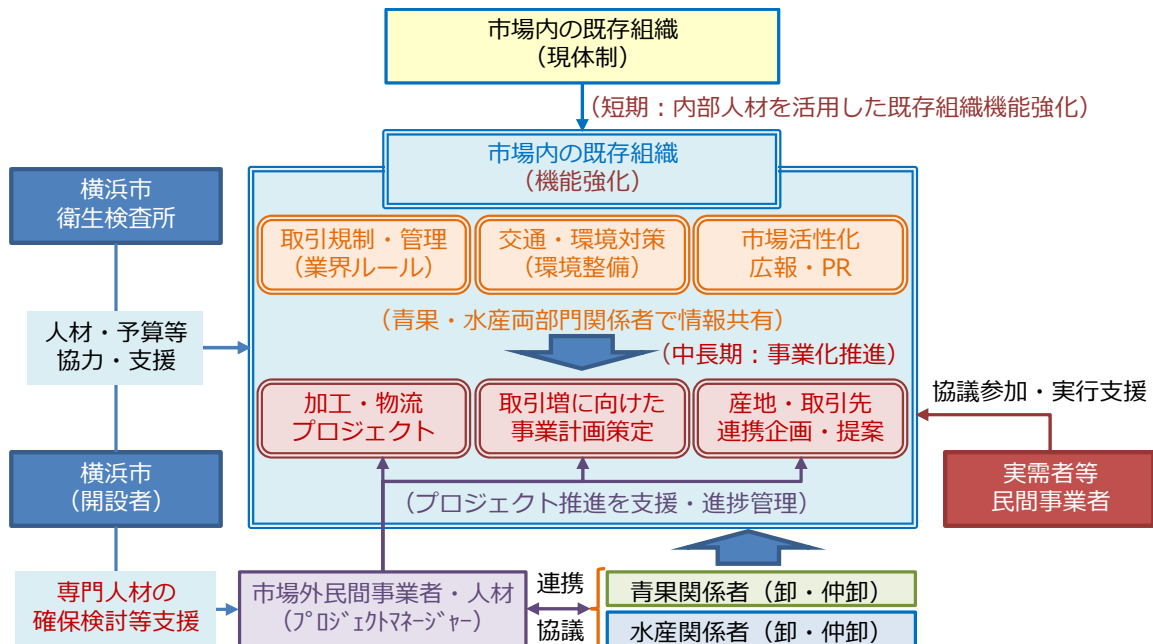 市場内の既存組織
（現体制）
（短期：内部人材を活用した既存組織機能強化）
市場内の既存組織
（機能強化）
横浜市
衛生検査所
取引規制・管理
（業界ルール）
交通・環境対策
（環境整備）
市場活性化
広報・PR
（青果・水産両部門関係者で情報共有）
人材・予算等
協力・支援
（中長期：事業化推進）
加工・物流
プロジェクト
取引増に向けた
事業計画策定
産地・取引先
連携企画・提案
協議参加・実行支援
横浜市
（開設者）
（プロジェクト推進を支援・進捗管理）
実需者等
民間事業者
専門人材の
確保検討等支援
市場外民間事業者・人材
（ﾌﾟﾛｼﾞｪｸﾄﾏﾈｰｼﾞｬｰ）
連携
協議
青果関係者（卸・仲卸）
水産関係者（卸・仲卸）